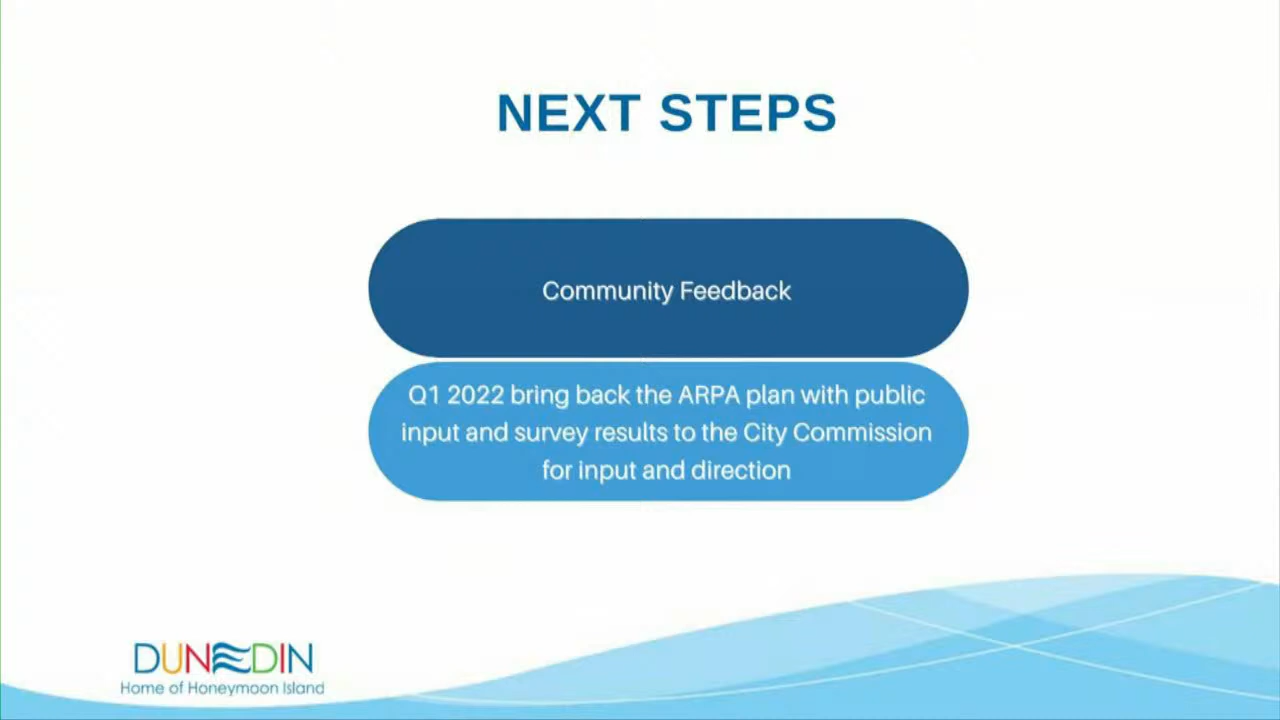 NEXT STEPS
Community Feedback
Q1 2022 bring back the ARPA plan with public
input and survey results to the City Commission
for input and direction
DUNEDIN
Home of Honeymoon Island